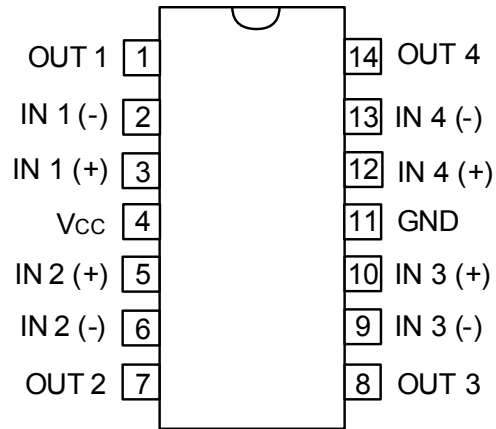 OUT 1 1 14 OUT 4
IN 1 (-) 2 13 IN 4 (-)
IN 1 (+) 3 12 IN 4 (+)
VCC 4 11 GND
IN 2 (+) 5 10 IN 3 (+)
IN 2 (-) 6 9 IN 3 (-)
OUT 2 7 8 OUT 3